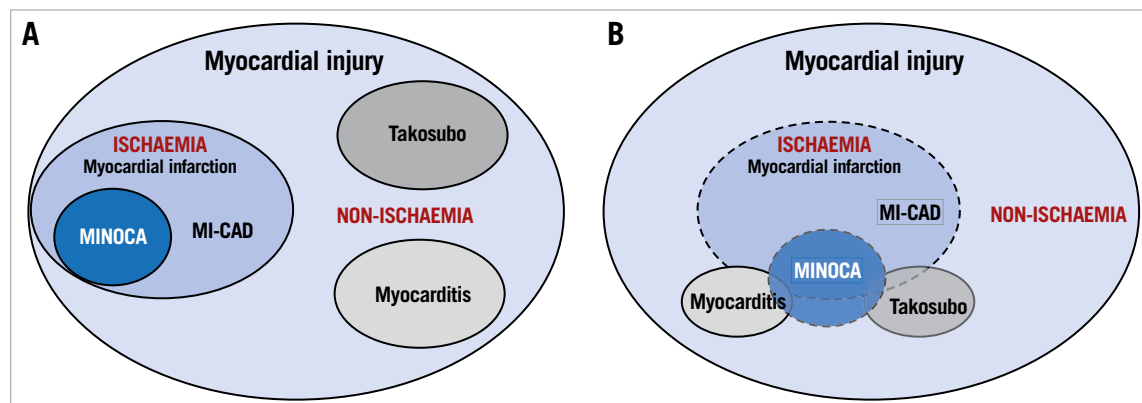 A
Myocardial injury
Takosubo
ISCHAEMIA
Myocardial infarction
NON-ISCHAEMIA
MINOCA
MI-CAD
Myocarditis
B
Myocardial injury
ISCHAEMIA
Myocardial infarction
MI-CAD
NON-ISCHAEMIA
MINOCA
Myocarditis
Takosubo